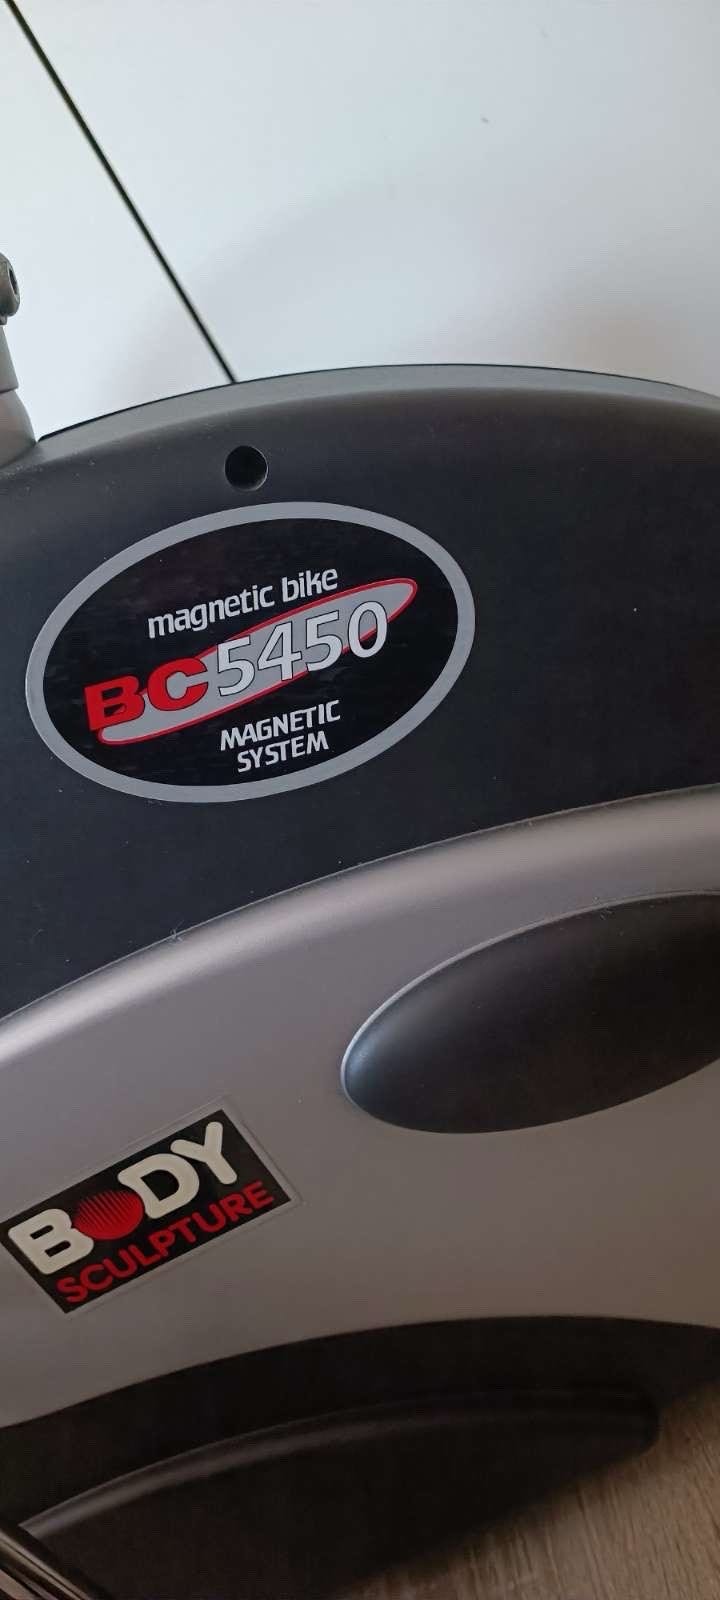 magnetic bike
BC5450
MAGNETIC
SYSTEM
BODY
SCULPTURE